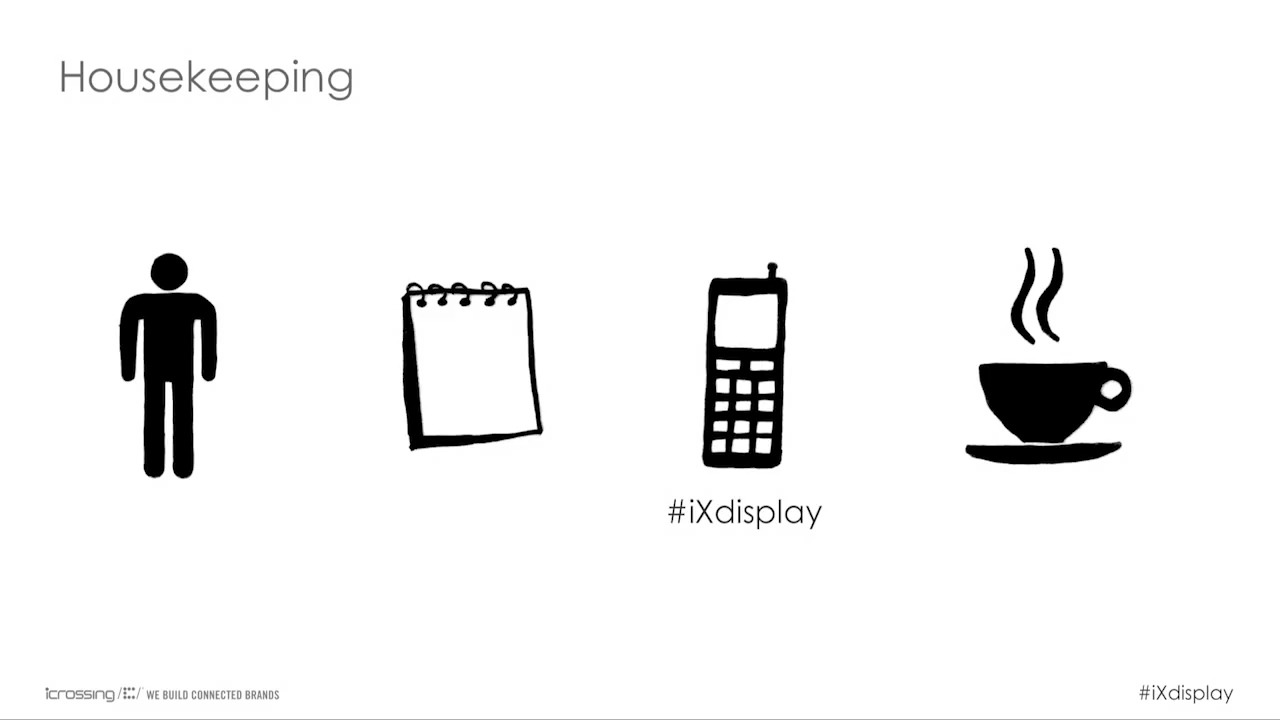 Housekeeping
#iXdisplay
icrossing WE BUILD CONNECTED BRANDS
#iXdisplay